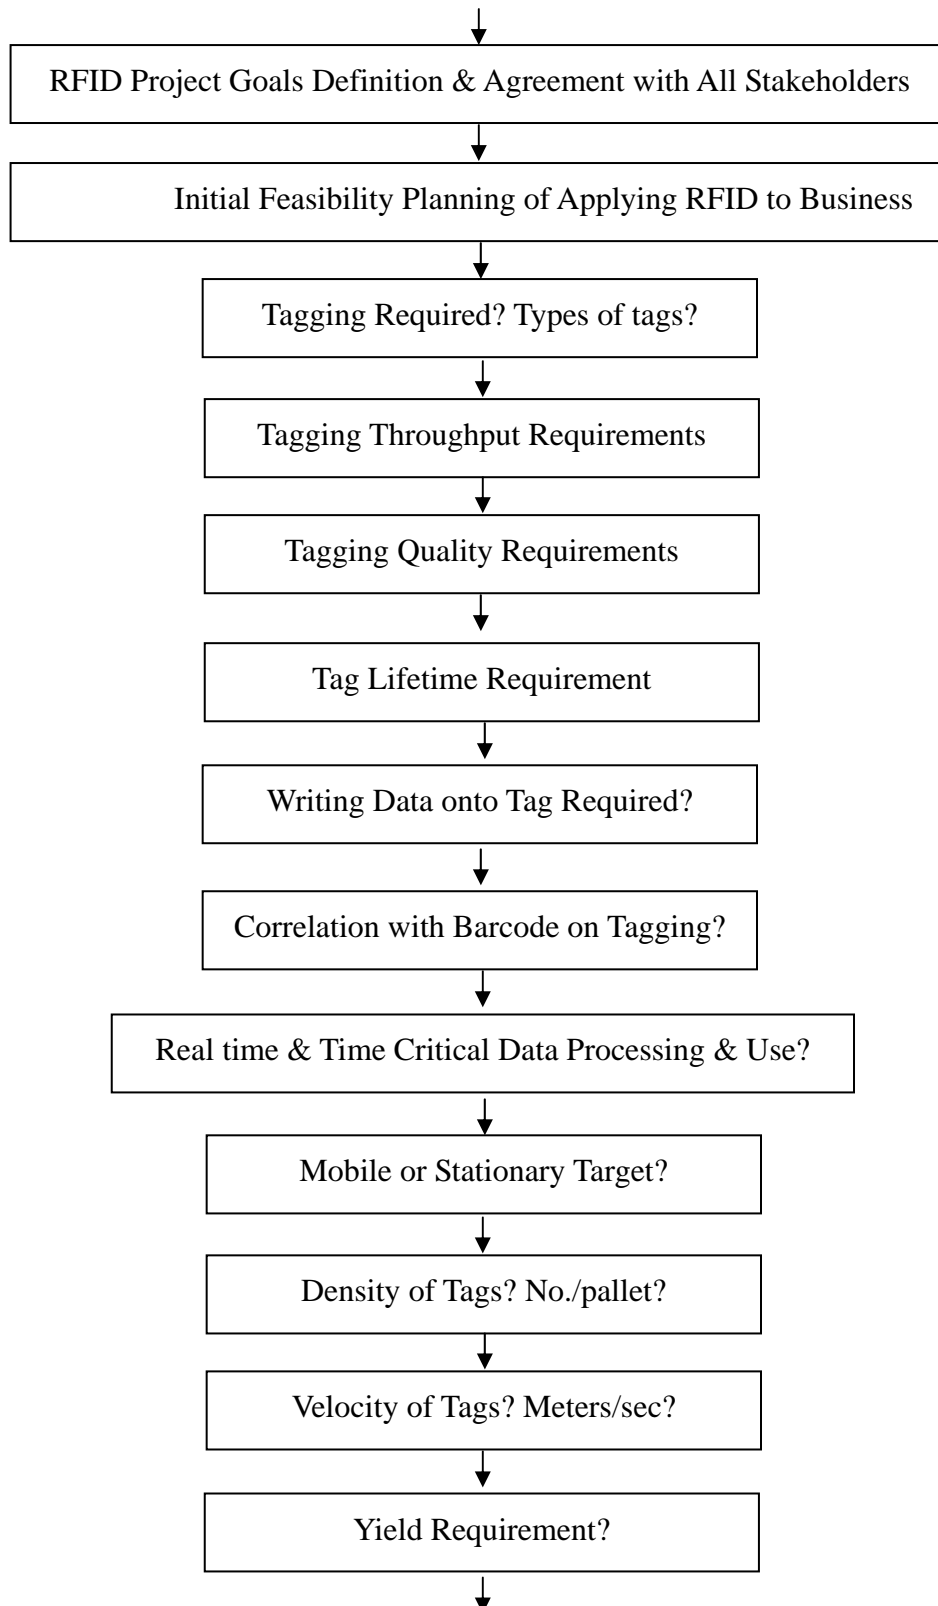 RFID Project Goals Definition & Agreement with All Stakeholders
Initial Feasibility Planning of Applying RFID to Business
Tagging Required? Types of tags?
Tagging Throughput Requirements
Tagging Quality Requirements
Tag Lifetime Requirement
Writing Data onto Tag Required?
Correlation with Barcode on Tagging?
Real time & Time Critical Data Processing & Use?
Mobile or Stationary Target?
Density of Tags? No./pallet?
Velocity of Tags? Meters/sec?
Yield Requirement?